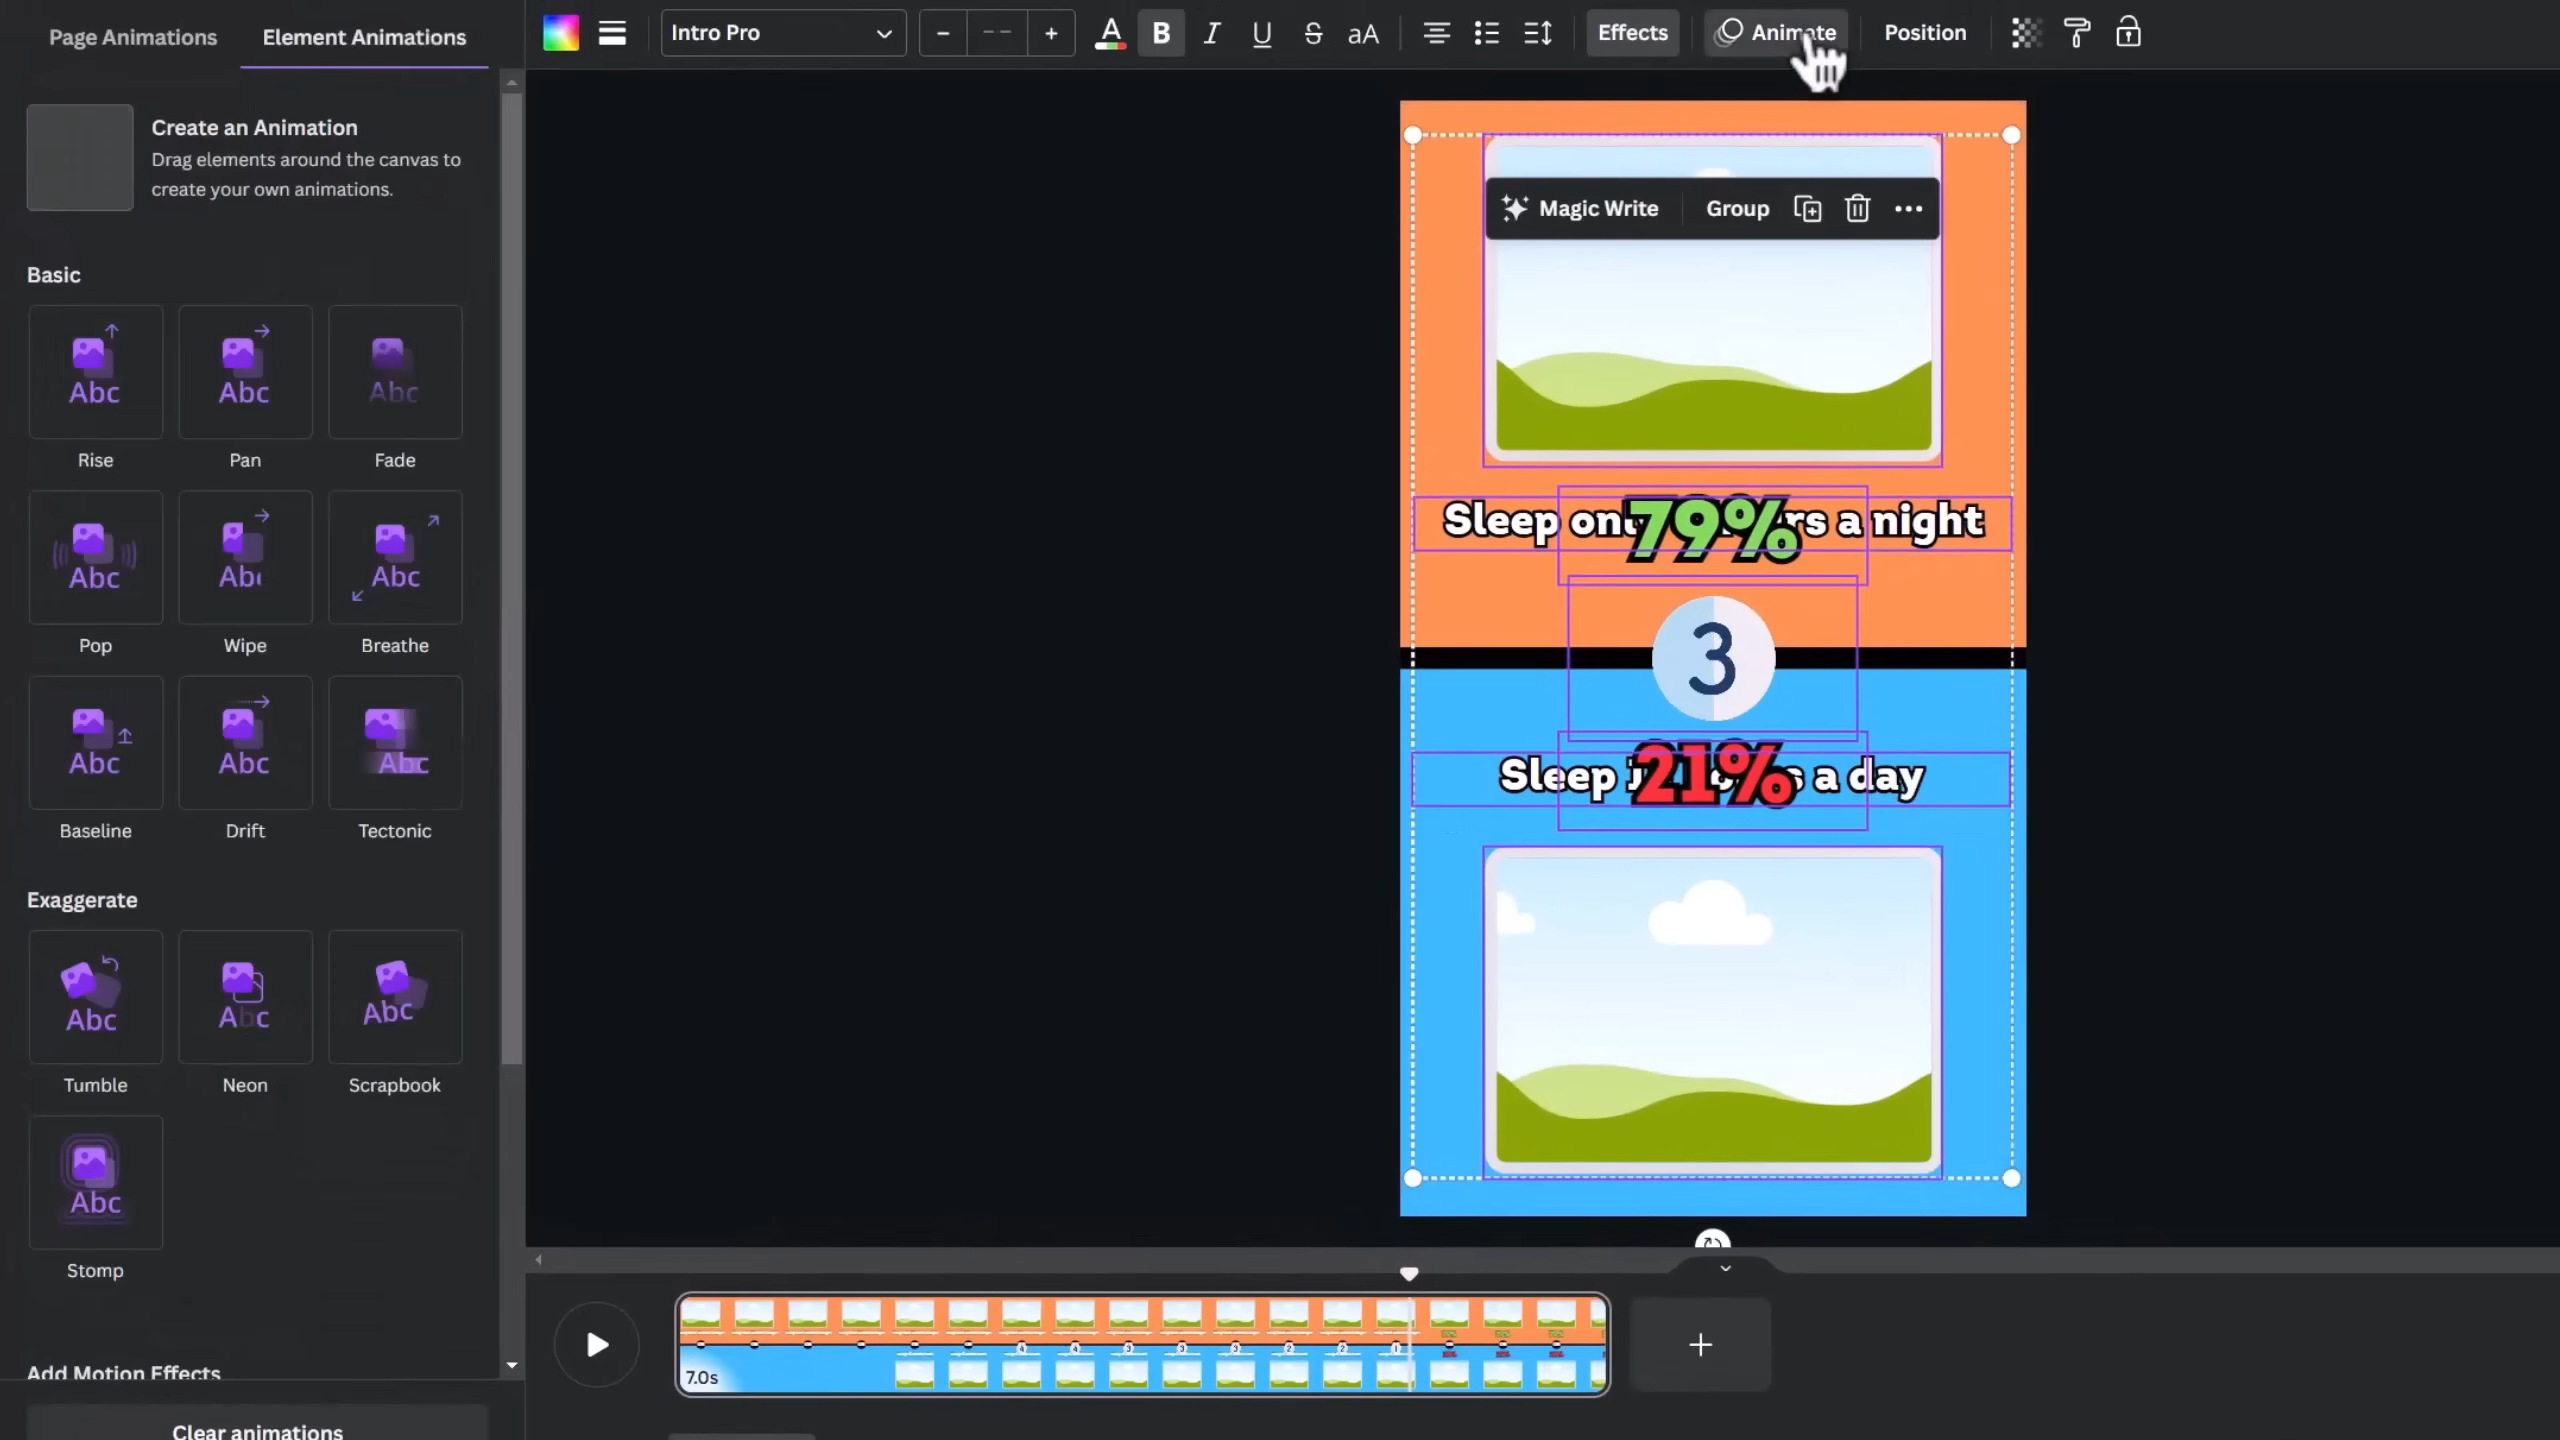 Page Animations
Element Animations
Intro Pro
B I U S aA
Effects
Animate
Position
Create an Animation
Drag elements around the canvas to
create your own animations.
Basic
Abc
Abc
Abc
Rise
Pan
Fade
Abc
Abc
Pop
Wipe
Breathe
Abc
Abc
Abc
Baseline
Drift
Tectonic
Exaggerate
Abc
Abc
Abc
Tumble
Neon
Scrapbook
Abc
Stomp
Add Motion Effects
Clear animations
Magic Write
Group
Sleep a night
79%
3
Sleep a day
21%
7.0s